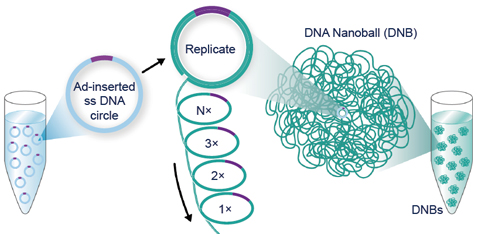 Ad-inserted
ss DNA
circle
Replicate
N×
3×
2×
1×
DNA Nanoball (DNB)
DNBs